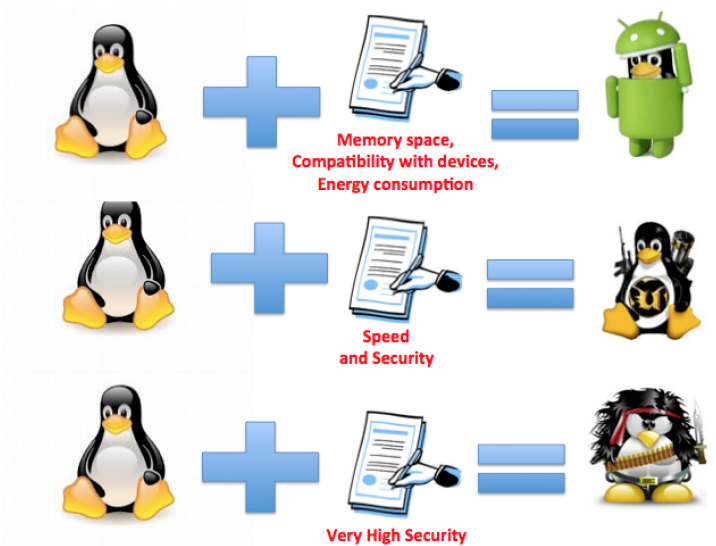 Memory space,
Compatibility with devices,
Energy consumption
Speed
and Security
Very High Security